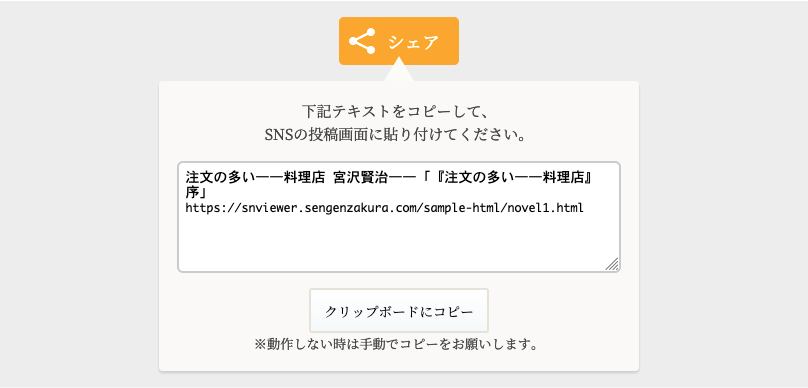 シェア
下記テキストをコピーして、
SNSの投稿画面に貼り付けてください。
注文の多い――料理店 宮沢賢治――「『注文の多い――料理店』
序」
https://snviewer.sengenzakura.com/sample-html/novel1.html
クリップボードにコピー
※動作しない時は手動でコピーをお願いします。